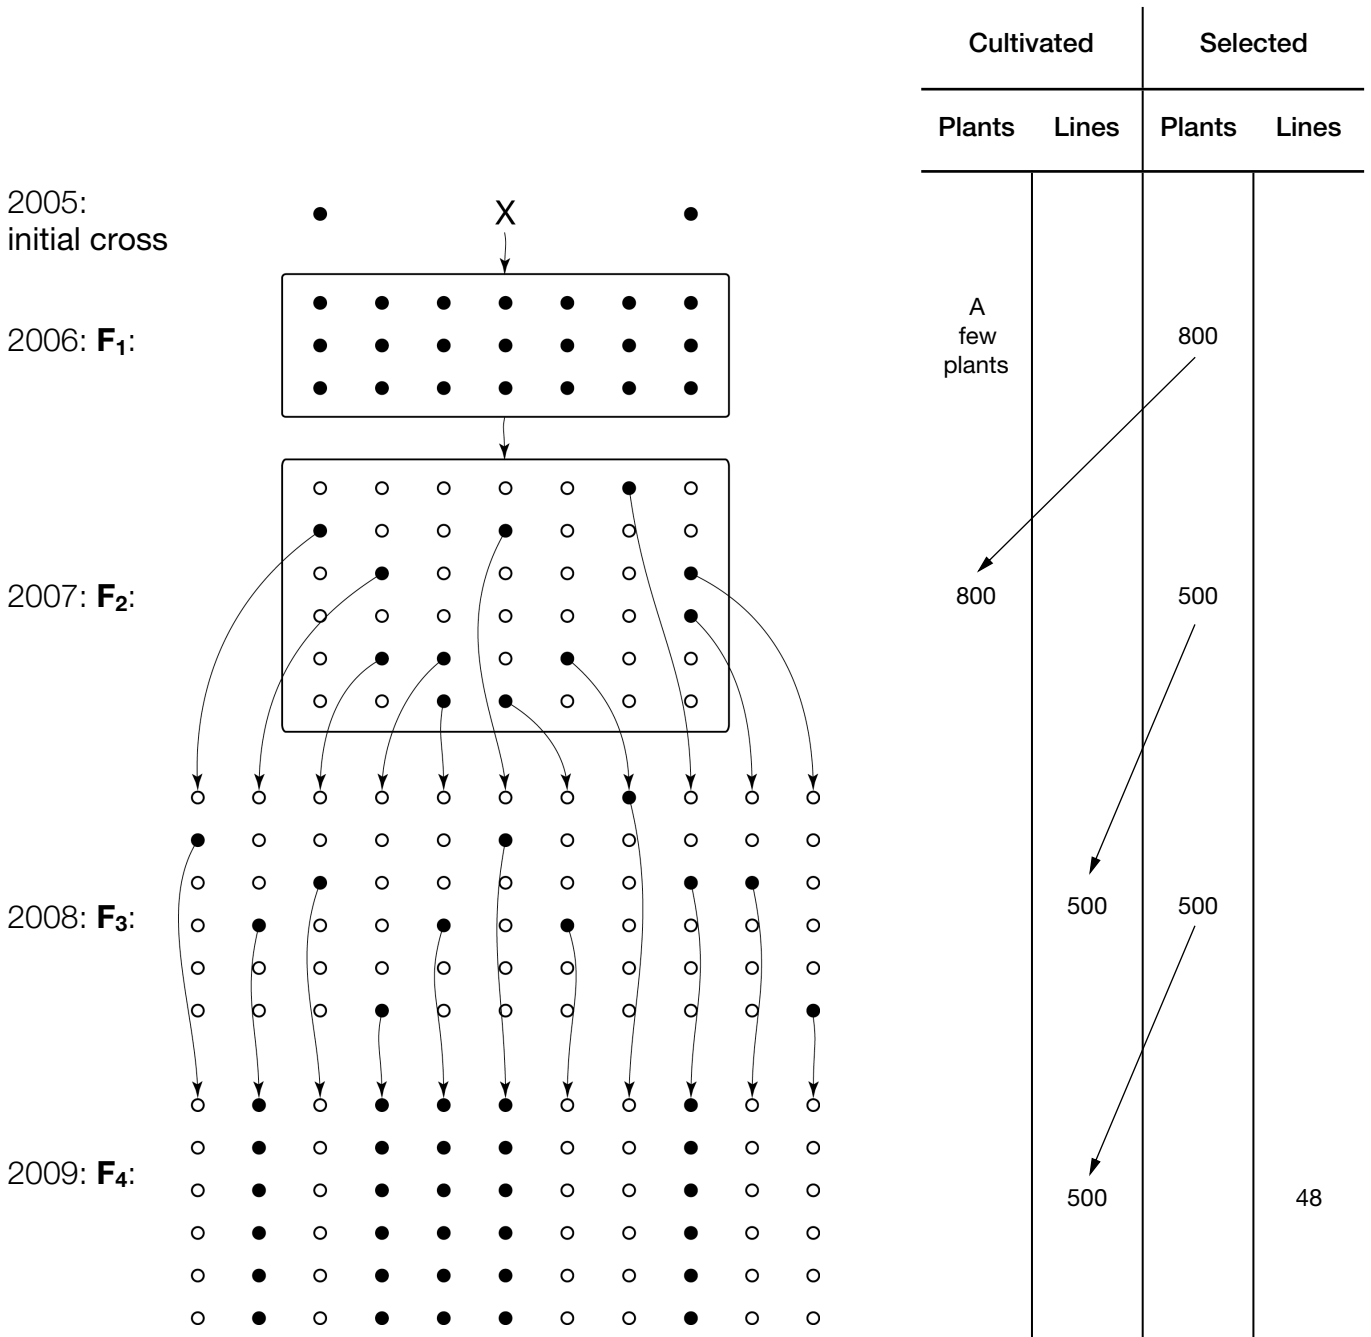 Cultivated Selected
Plants Lines Plants Lines
2005:
initial cross
X
2006: F1:
A
few
plants
800
2007: F2:
800 500
2008: F3:
500 500
2009: F4:
500 48